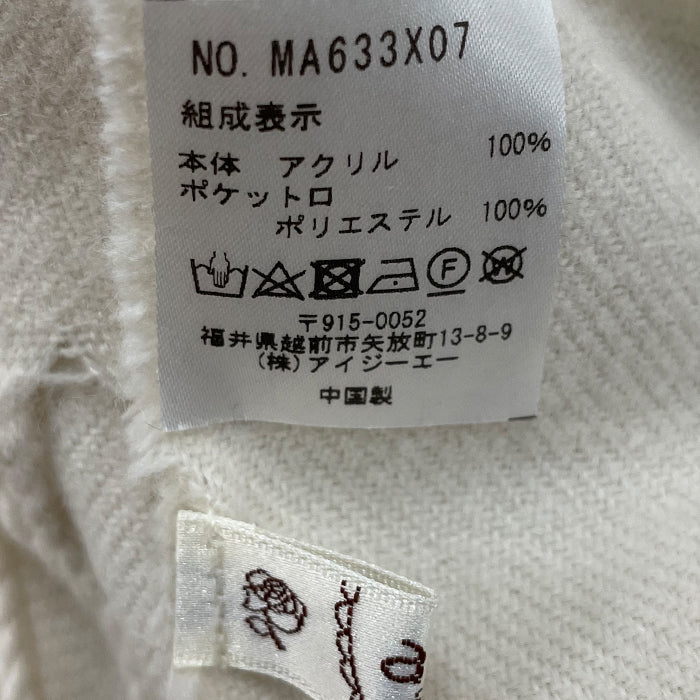 NO. MA633X07
組成表示
本体 アクリル 100%
ポケット口
ポリエステル 100%
F W
〒915-0052
福井県越前市矢放町13-8-9
(株)アイジーエー
中国製
a